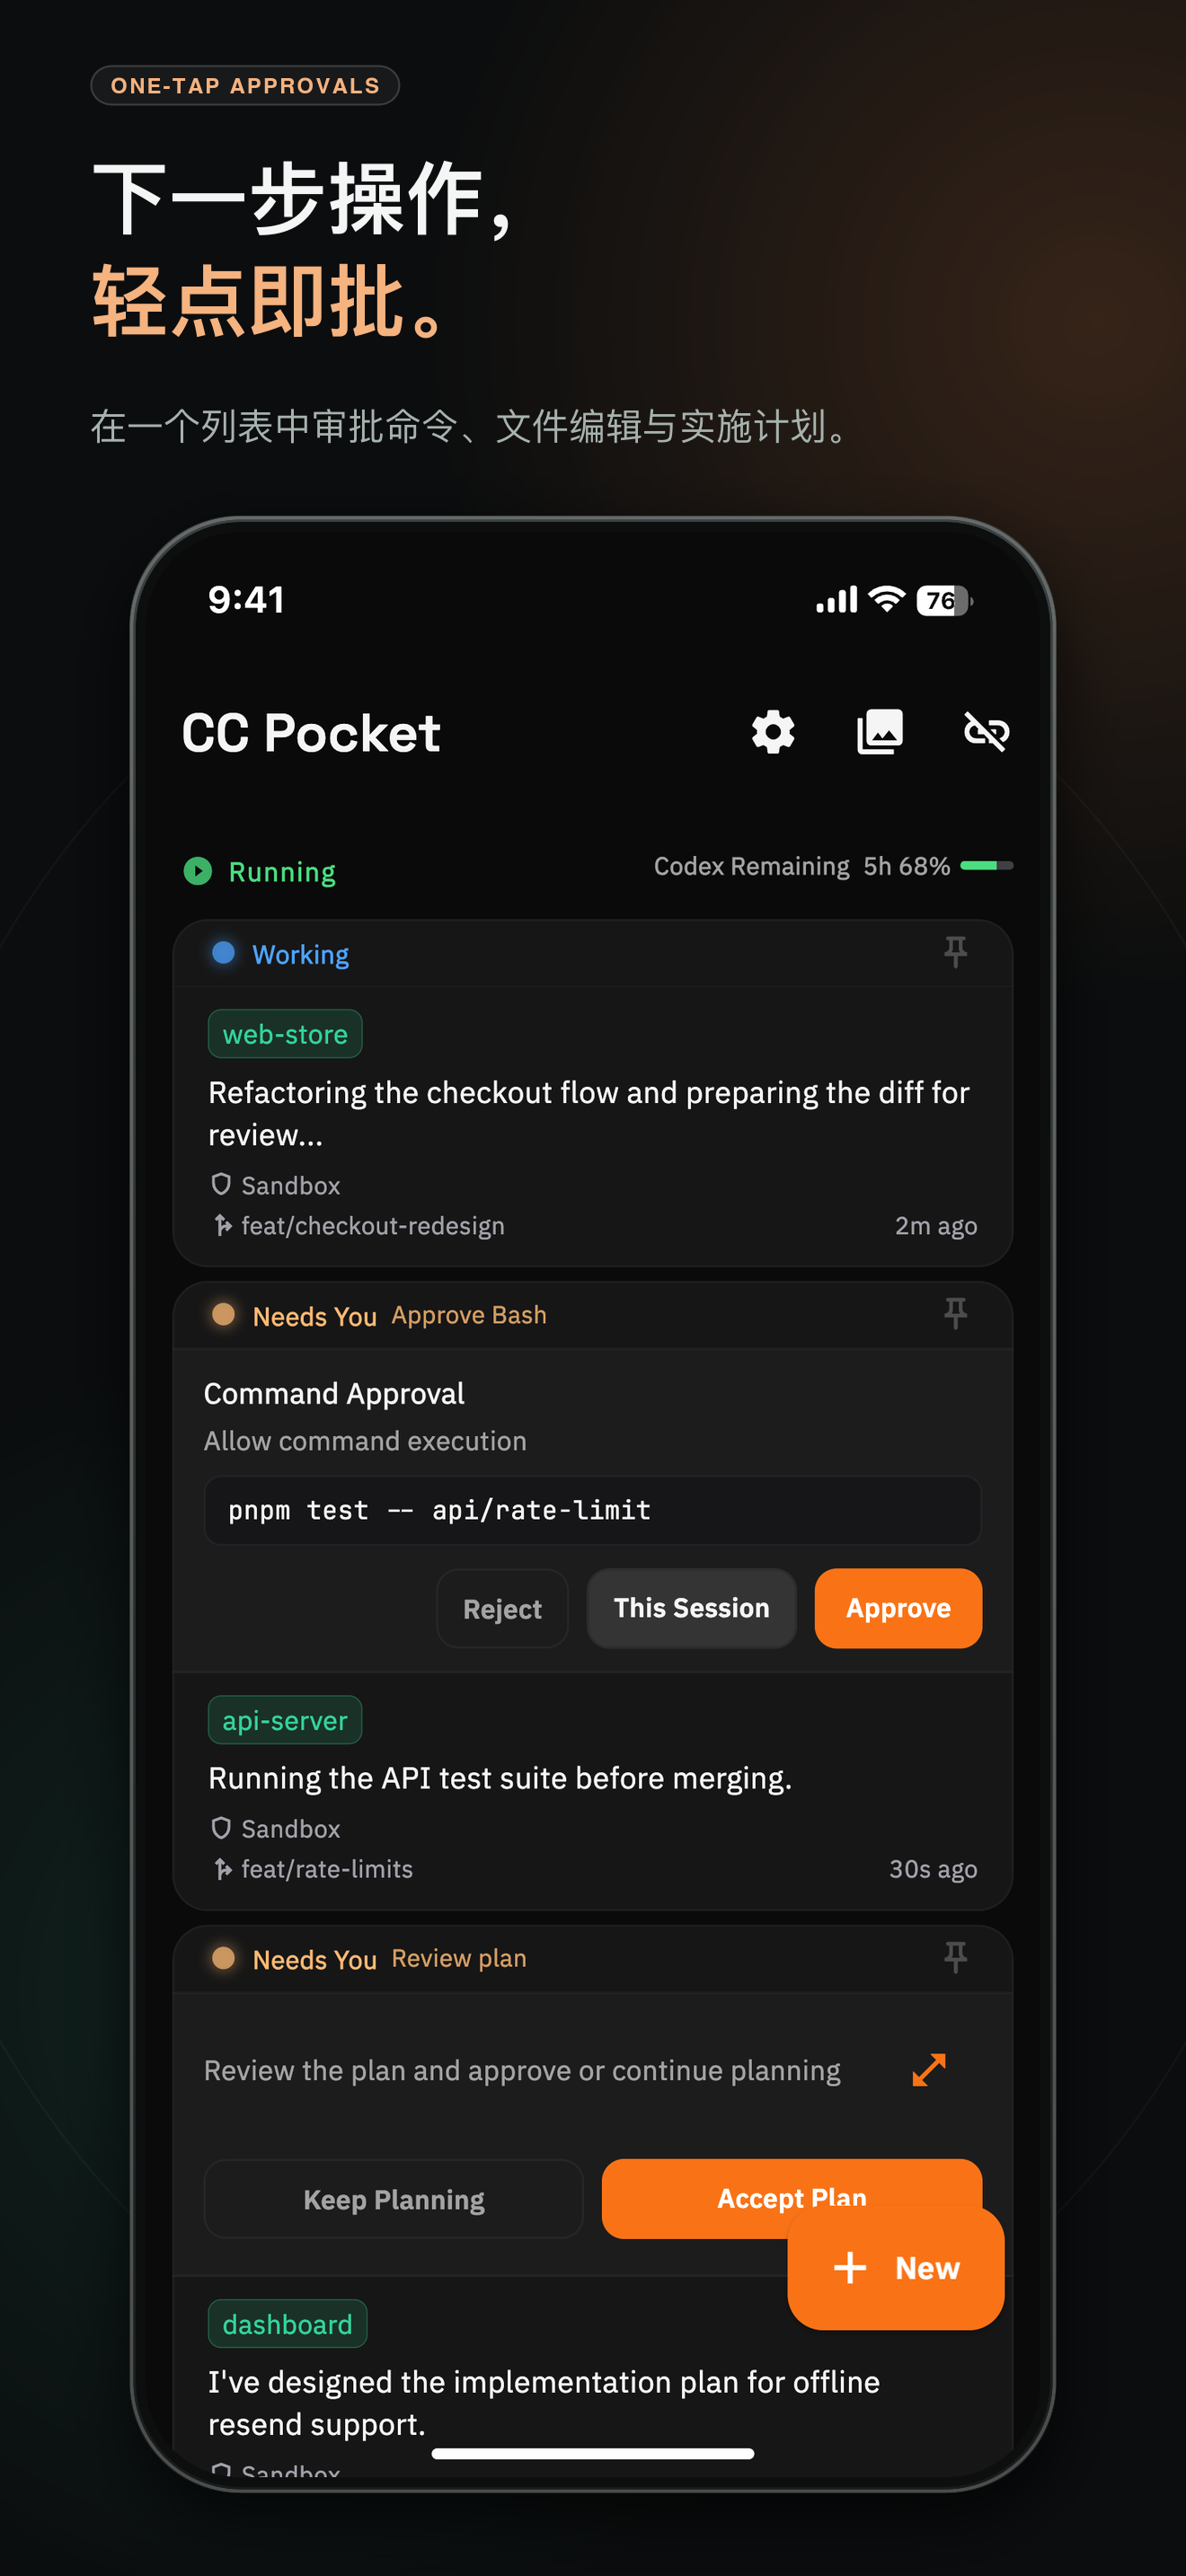 ONE-TAP APPROVALS
下一步操作，
轻点即批。
在一个列表中审批命令、文件编辑与实施计划。
9:41
76
CC Pocket
Running
Codex Remaining 5h 68%
Working
web-store
Refactoring the checkout flow and preparing the diff for
review...
Sandbox
feat/checkout-redesign
2m ago
Needs You Approve Bash
Command Approval
Allow command execution
pnpm test -- api/rate-limit
Reject
This Session
Approve
api-server
Running the API test suite before merging.
Sandbox
feat/rate-limits
30s ago
Needs You Review plan
Review the plan and approve or continue planning
Keep Planning
Accept Plan
New
dashboard
I've designed the implementation plan for offline
resend support.
Sandbox